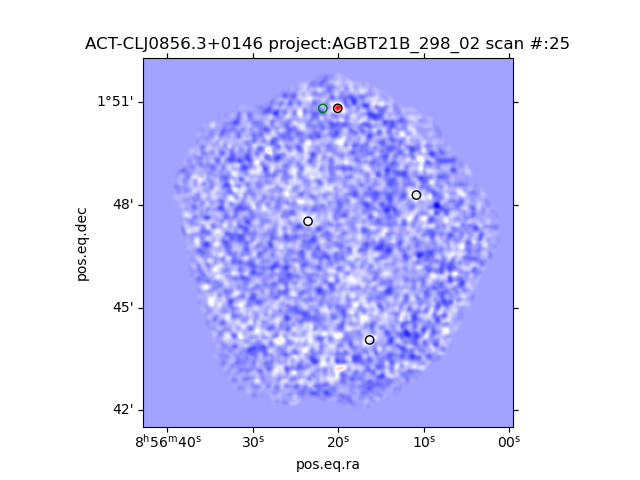 ACT-CLJ0856.3+0146 project:AGBT21B_298_02 scan #:25
1°51'
48'
45'
42'
pos.eq.dec
8ʰ56ᵐ40ˢ 30ˢ 20ˢ 10ˢ 00ˢ
pos.eq.ra